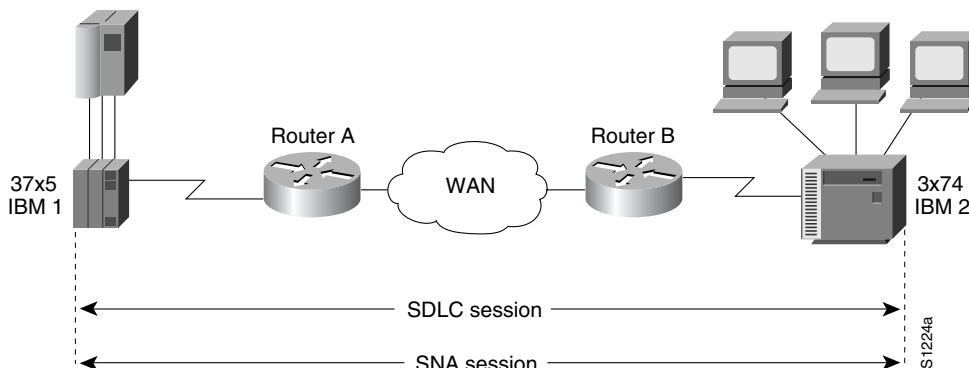 Router A
Router B
37x5
IBM 1
WAN
3x74
IBM 2
SDLC session
SNA session
S1224a